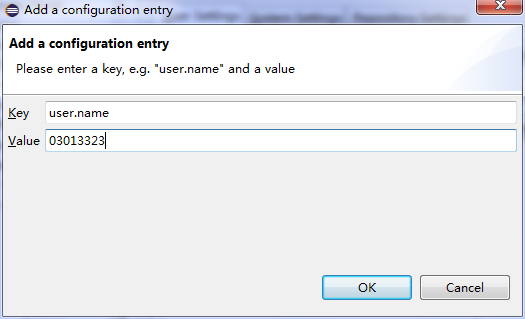 Add a configuration entry
Add a configuration entry
Please enter a key, e.g. "user.name" and a value
Key user.name
Value 03013323
OK Cancel